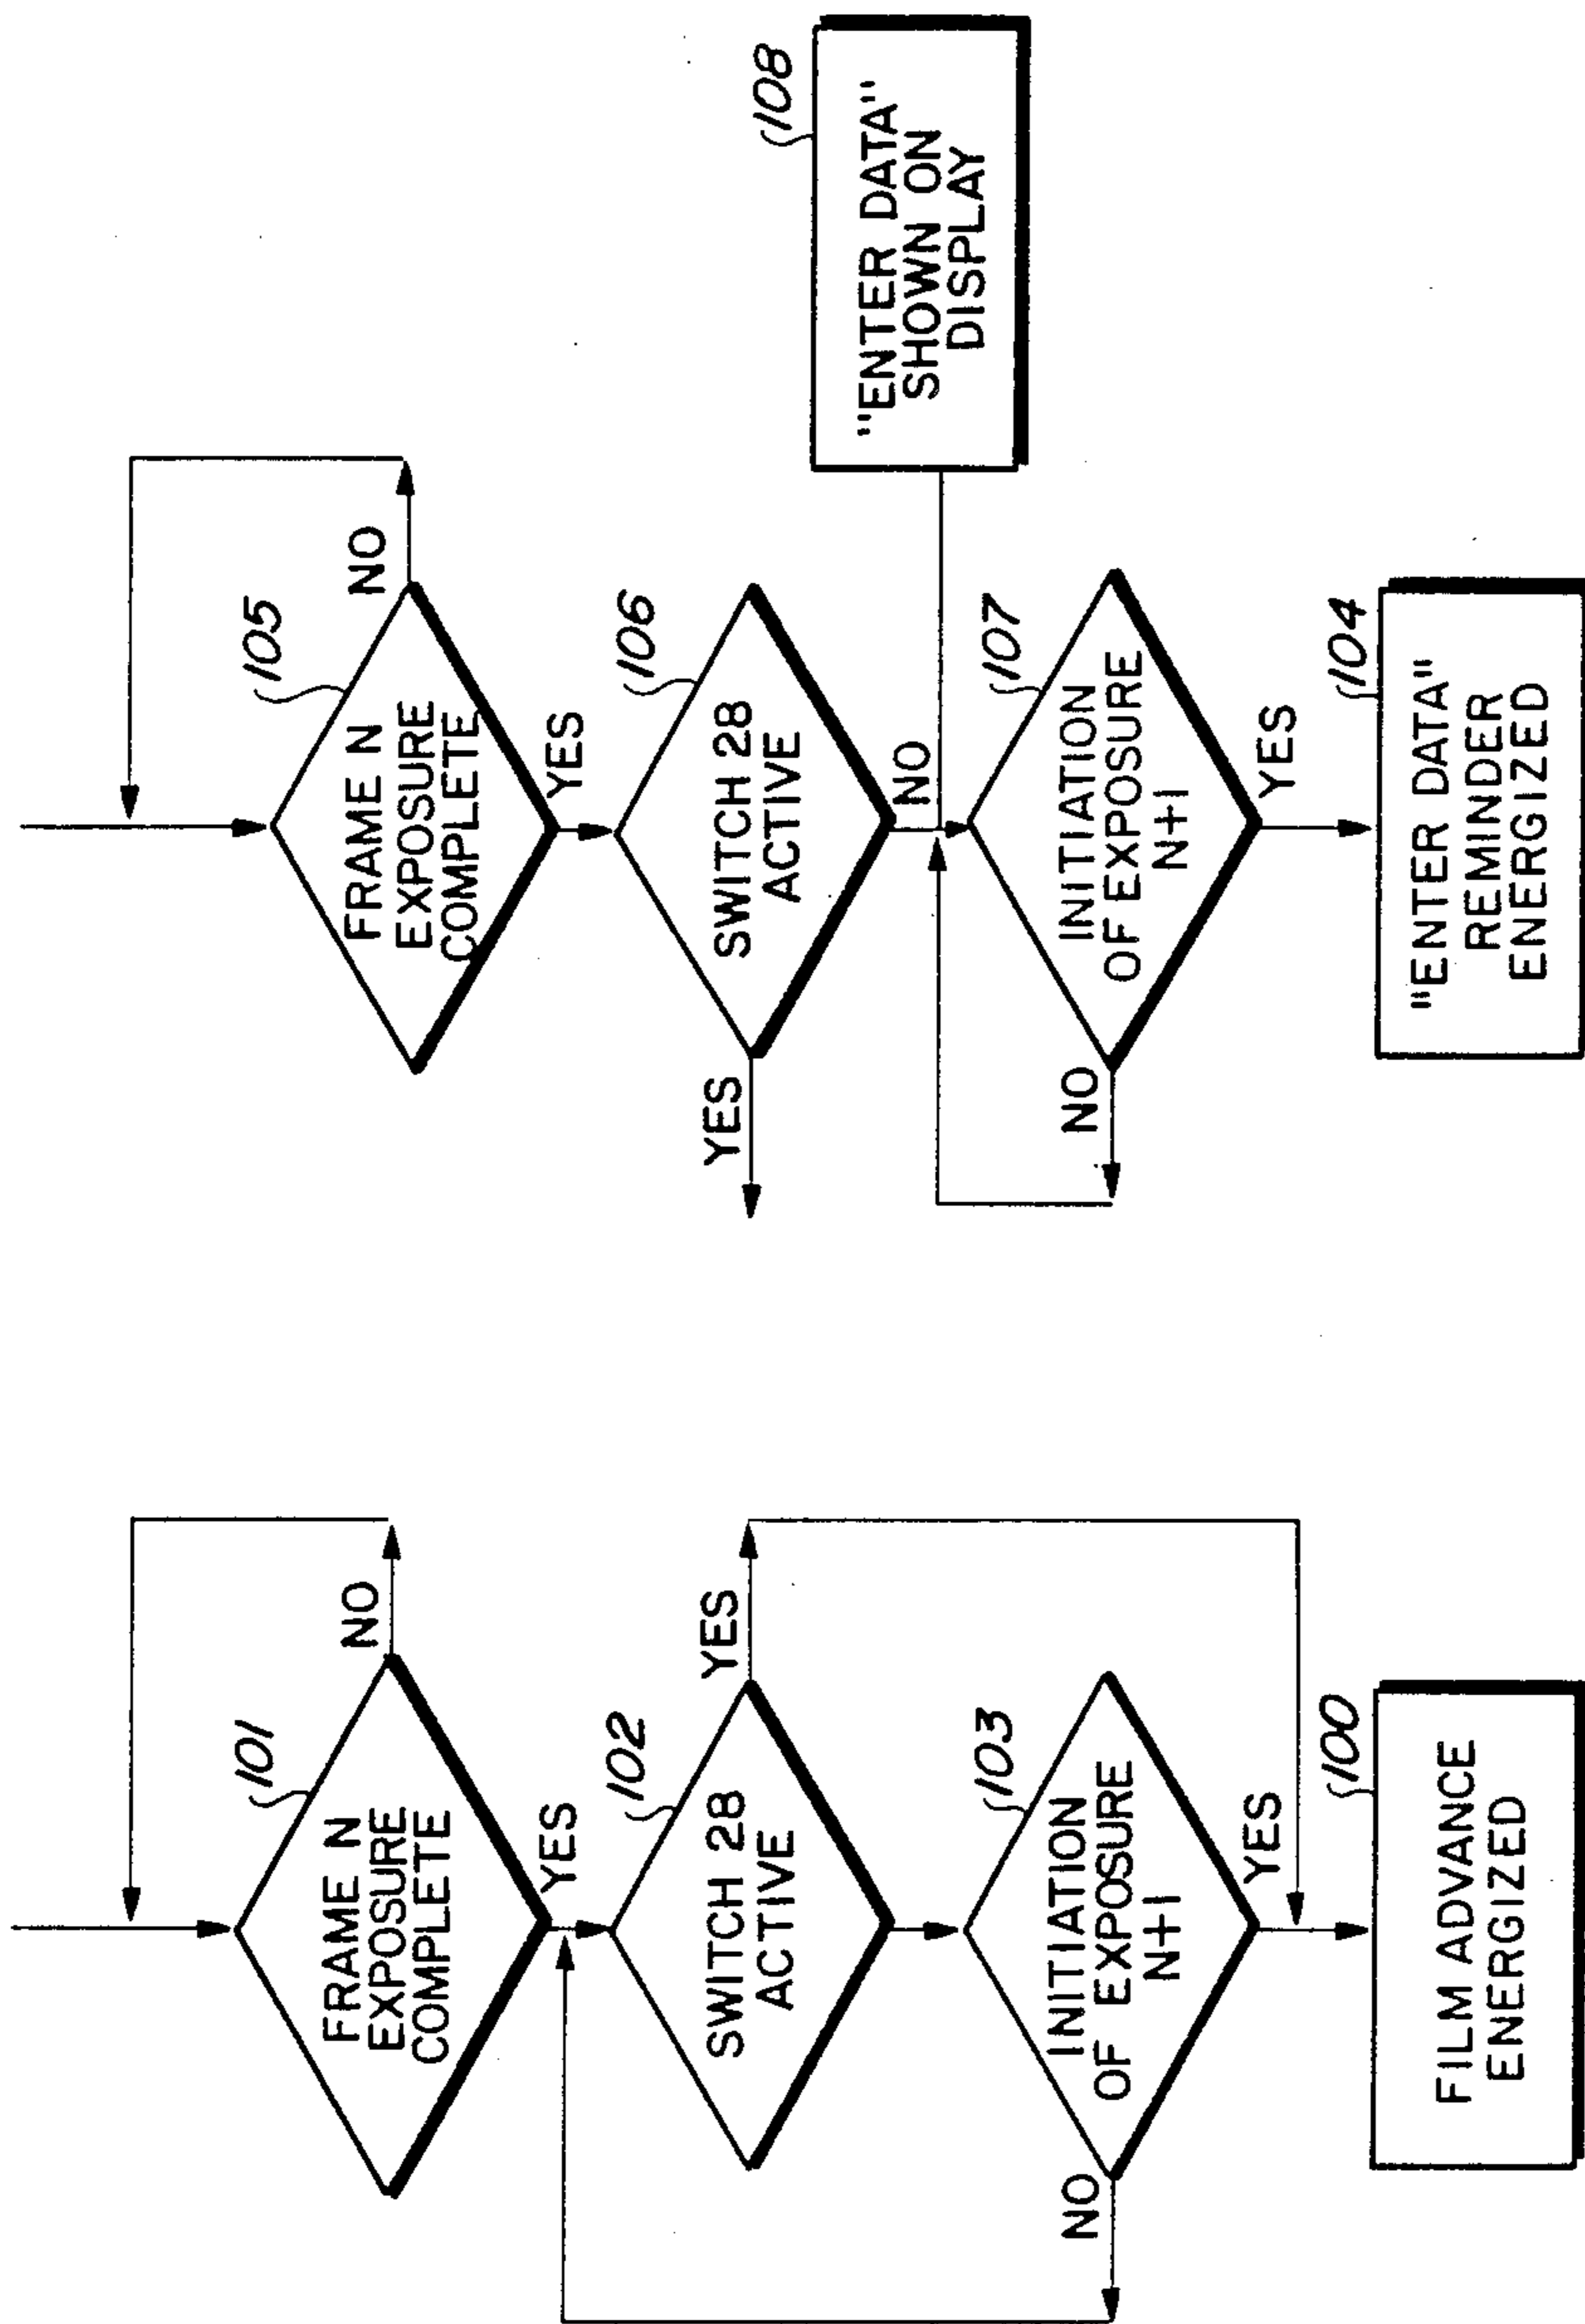 101
FRAME N
EXPOSURE
COMPLETE
NO
YES
102
SWITCH 28
ACTIVE
YES
103
INITIATION
OF EXPOSURE
N+1
NO
YES
100
FILM ADVANCE
ENERGIZED
105
FRAME N
EXPOSURE
COMPLETE
NO
YES
106
SWITCH 28
ACTIVE
YES
NO
108
"ENTER DATA"
SHOWN ON
DISPLAY
107
INITIATION
OF EXPOSURE
N+1
NO
YES
104
"ENTER DATA"
REMINDER
ENERGIZED